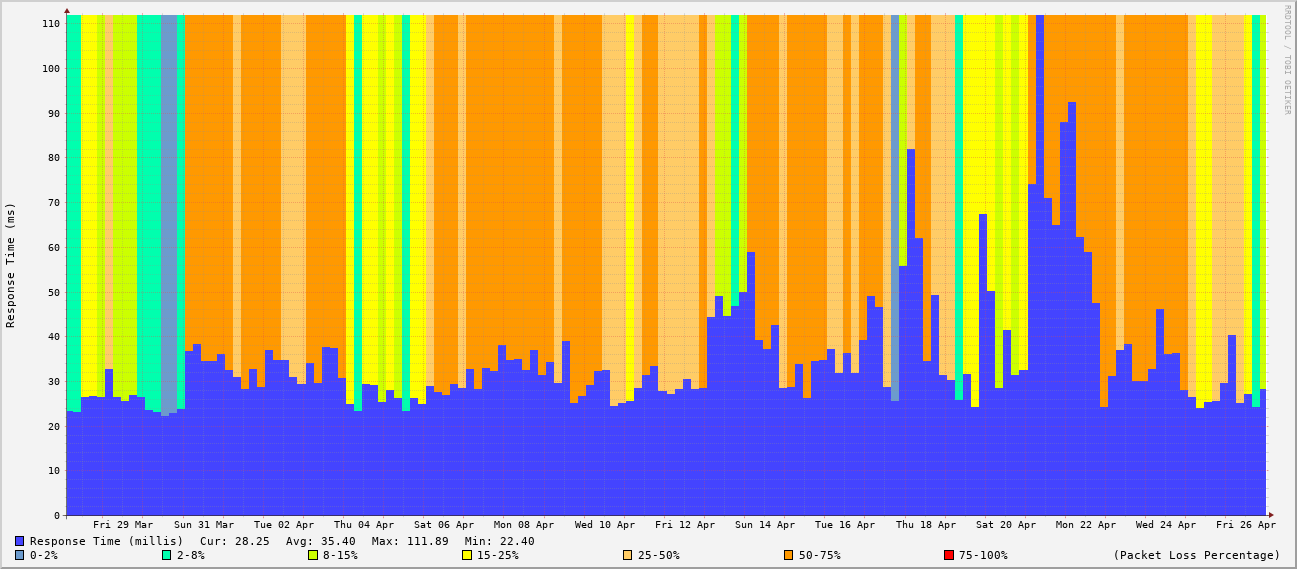 110
100
90
80
70
60
50
40
30
20
10
0
Response Time (ms)
RRDTOOL / TOBI OETIKER
Fri 29 Mar Sun 31 Mar Tue 02 Apr Thu 04 Apr Sat 06 Apr Mon 08 Apr Wed 10 Apr Fri 12 Apr Sun 14 Apr Tue 16 Apr Thu 18 Apr Sat 20 Apr Mon 22 Apr Wed 24 Apr Fri 26 Apr
Response Time (millis) Cur: 28.25 Avg: 35.40 Max: 111.89 Min: 22.40
0-2% 2-8% 8-15% 15-25% 25-50% 50-75% 75-100% (Packet Loss Percentage)